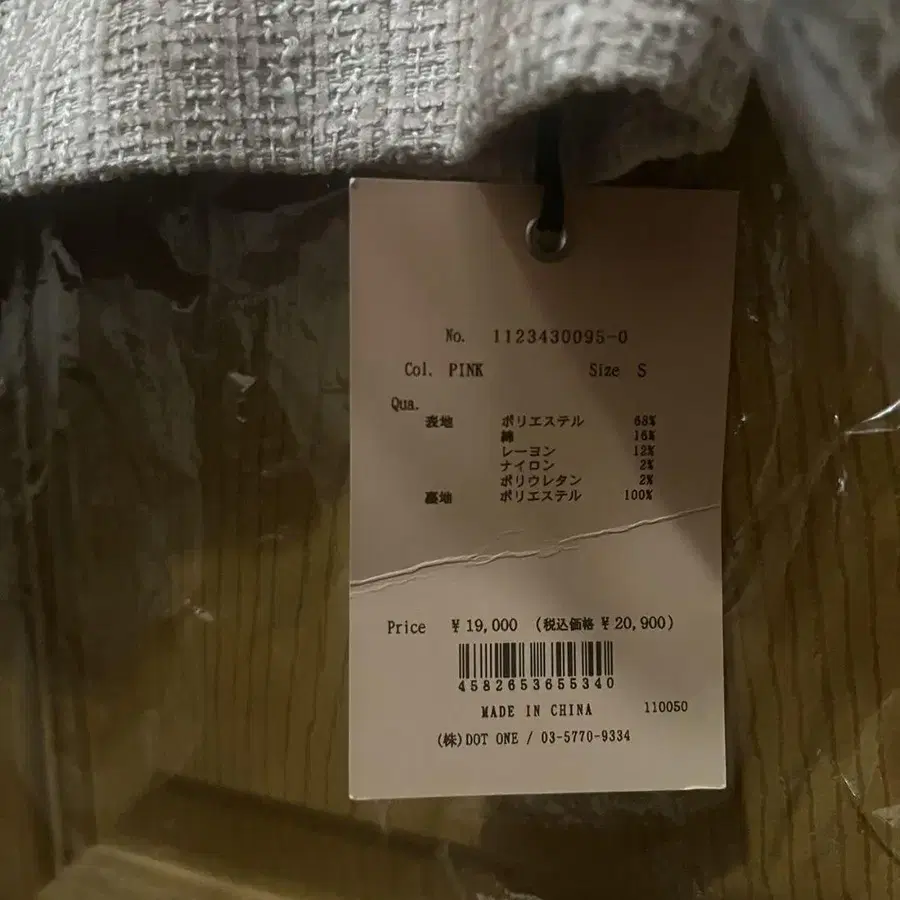 No. 1123430095-0
Col. PINK Size S
Qua.
表地 ポリエステル 68%
綿 16%
レーヨン 12%
ナイロン 2%
ポリウレタン 2%
裏地 ポリエステル 100%
Price ¥19,000 (税込価格 ¥20,900)
4582653655340
MADE IN CHINA 110050
(株)DOT ONE / 03-5770-9334